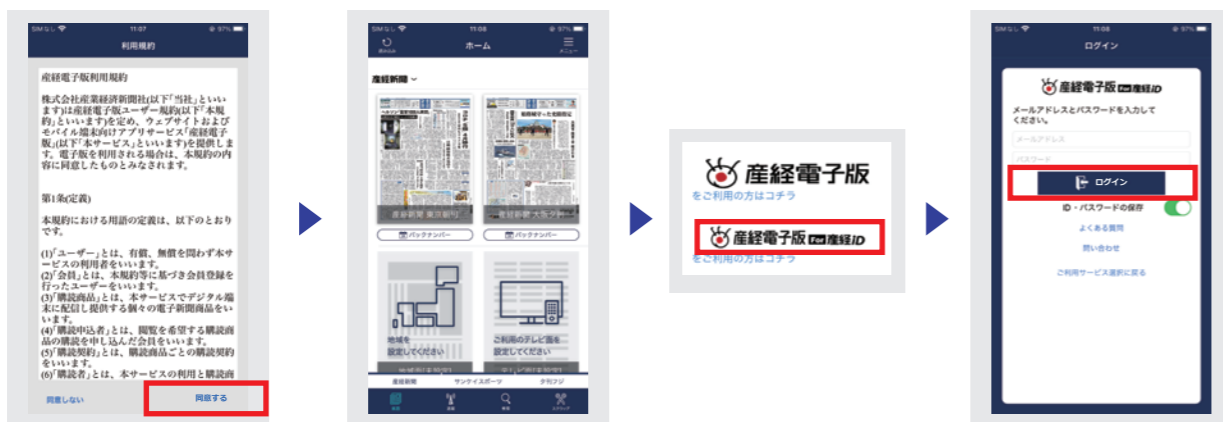 SIMなし 11:07 97%
利用規約
産経電子版利用規約
株式会社産業経済新聞社(以下「当社」といい
ます)は産経電子版ユーザー規約(以下「本規
約」といいます)を定め、ウェブサイトおよび
モバイル端末向けアプリサービス「産経電子
版」(以下「本サービス」といいます)を提供しま
す。電子版を利用される場合は、本規約の内
容に同意したものとみなされます。
第1条(定義)
本規約における用語の定義は、以下のとおり
です。
(1)「ユーザー」とは、有償、無償を問わず本サ
ービスの利用者をいいます。
(2)「会員」とは、本規約等に基づき会員登録を
行ったユーザーをいいます。
(3)「購読商品」とは、本サービスでデジタル端
末に配信し提供する個々の電子新聞商品をい
います。
(4)「購読申込者」とは、閲覧を希望する購読商
品の購読を申し込んだ会員をいいます。
(5)「購読契約」とは、購読商品ごとの購読契約
をいいます。
(6)「購読者」とは、本サービスの利用と購読商
同意しない
同意する
SIMなし 11:08 97%
ホーム
メニュー
産経新聞
産経新聞 東京朝刊
産経新聞 大阪夕刊
バックナンバー
バックナンバー
地域を
設定してください
ご利用のテレビ面を
設定してください
産経新聞 サンケイスポーツ 夕刊フジ
産経電子版
をご利用の方はコチラ
産経電子版 For 産経iD
をご利用の方はコチラ
SIMなし 11:08 97%
ログイン
産経電子版 For 産経iD
メールアドレスとパスワードを入力して
ください。
メールアドレス
パスワード
ログイン
ID・パスワードの保存
よくある質問
問い合わせ
ご利用サービス選択に戻る